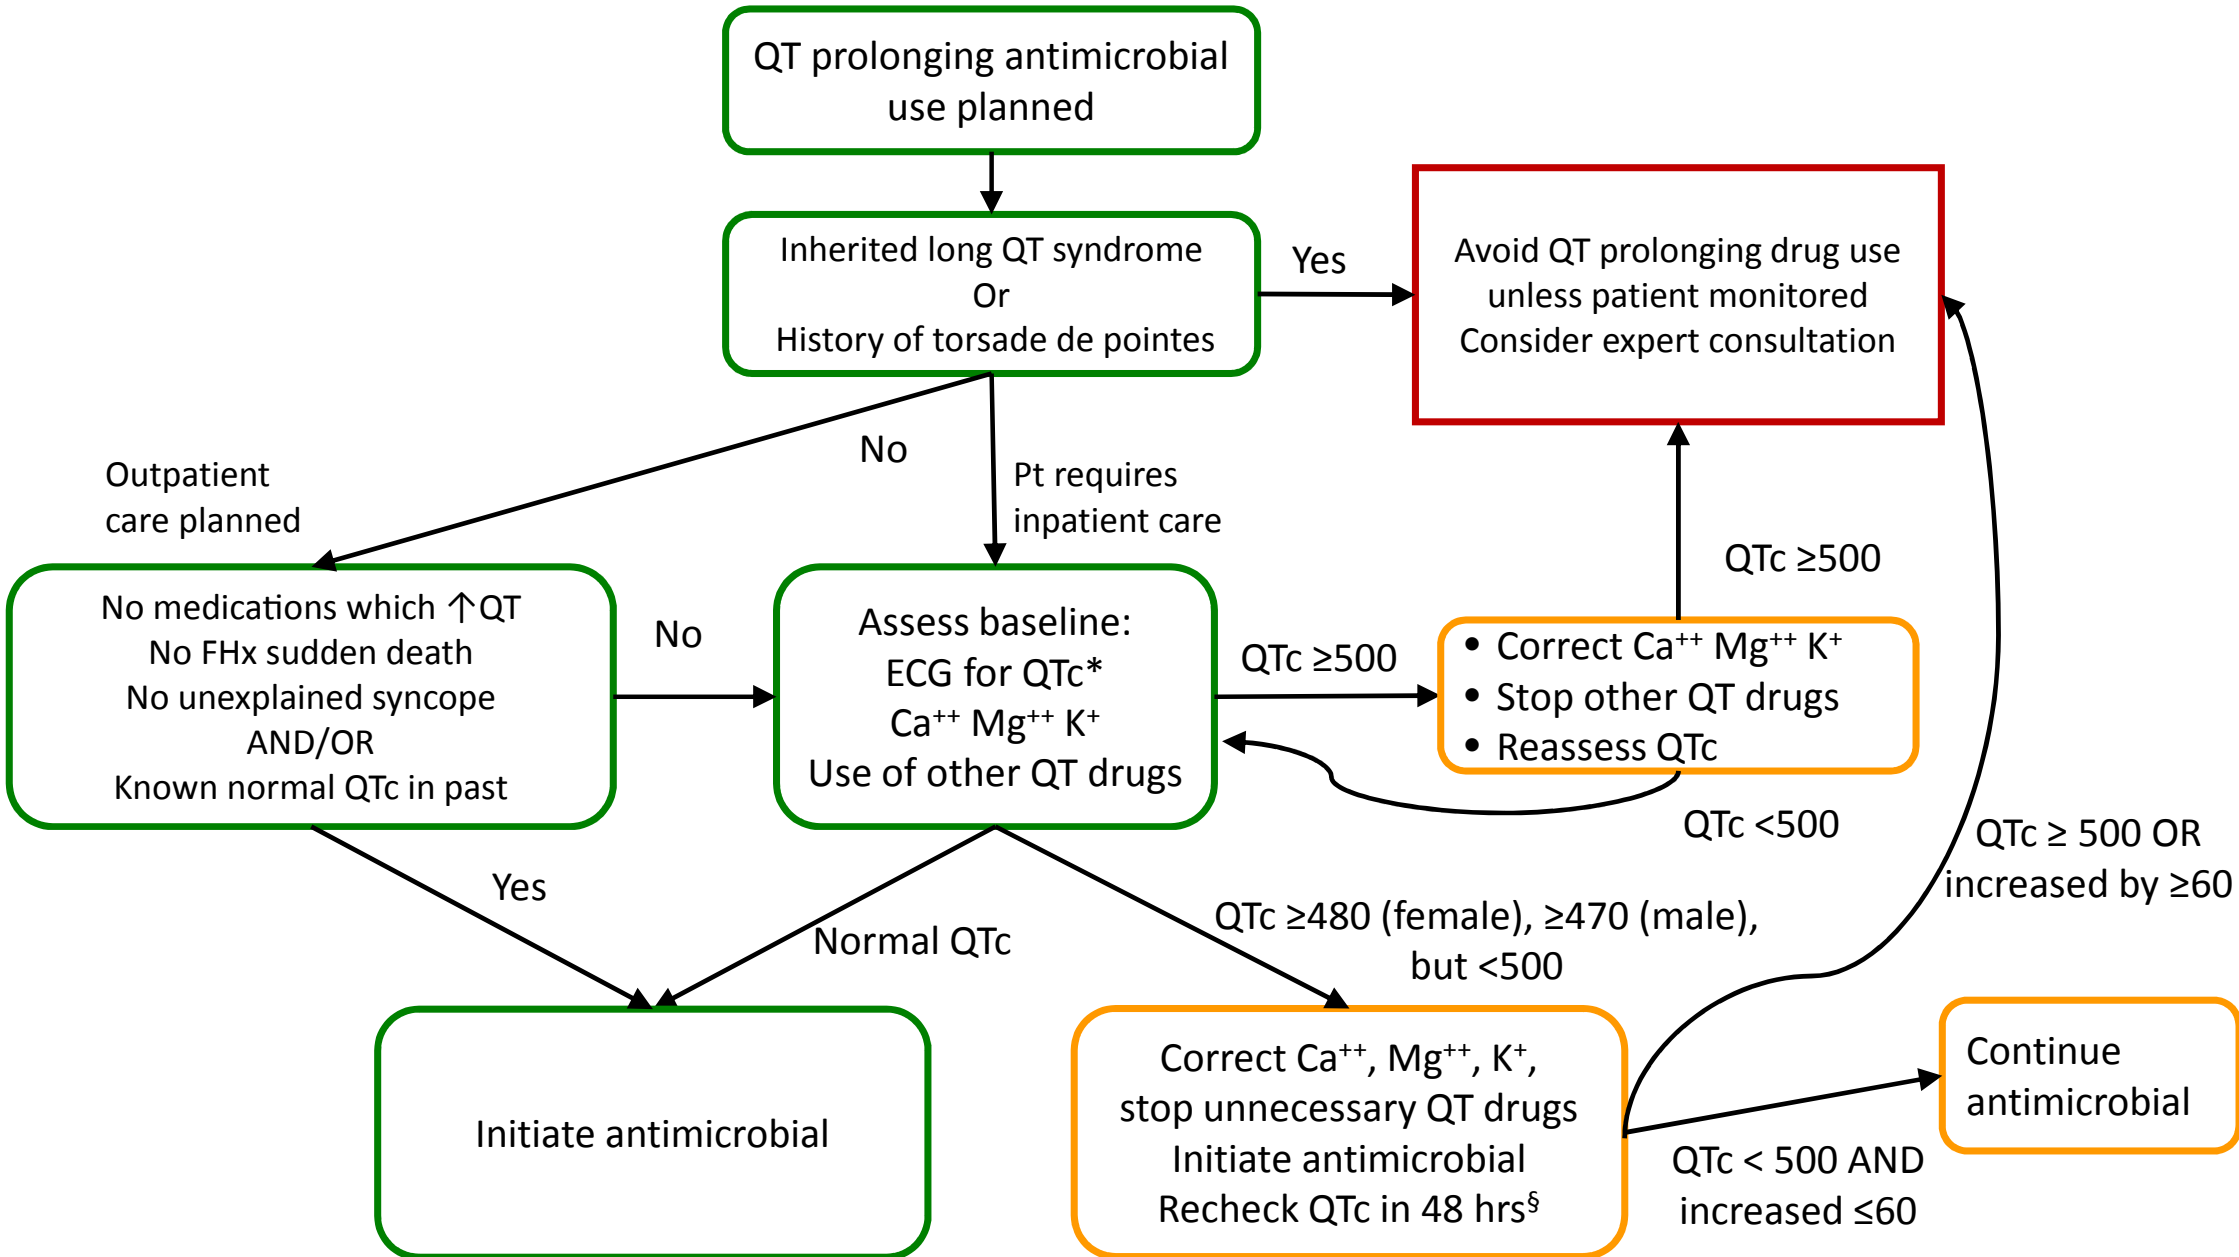 QT prolonging antimicrobial
use planned
Inherited long QT syndrome
Or
History of torsade de pointes
Yes
Avoid QT prolonging drug use
unless patient monitored
Consider expert consultation
No
Outpatient
care planned
Pt requires
inpatient care
No medications which ↑QT
No FHx sudden death
No unexplained syncope
AND/OR
Known normal QTc in past
No
Assess baseline:
ECG for QTc*
Ca⁺⁺ Mg⁺⁺ K⁺
Use of other QT drugs
QTc ≥500
• Correct Ca⁺⁺ Mg⁺⁺ K⁺
• Stop other QT drugs
• Reassess QTc
QTc ≥500
QTc <500
QTc ≥ 500 OR
increased by ≥60
Yes
Normal QTc
QTc ≥480 (female), ≥470 (male),
but <500
Initiate antimicrobial
Correct Ca⁺⁺, Mg⁺⁺, K⁺,
stop unnecessary QT drugs
Initiate antimicrobial
Recheck QTc in 48 hrs§
QTc < 500 AND
increased ≤60
Continue
antimicrobial